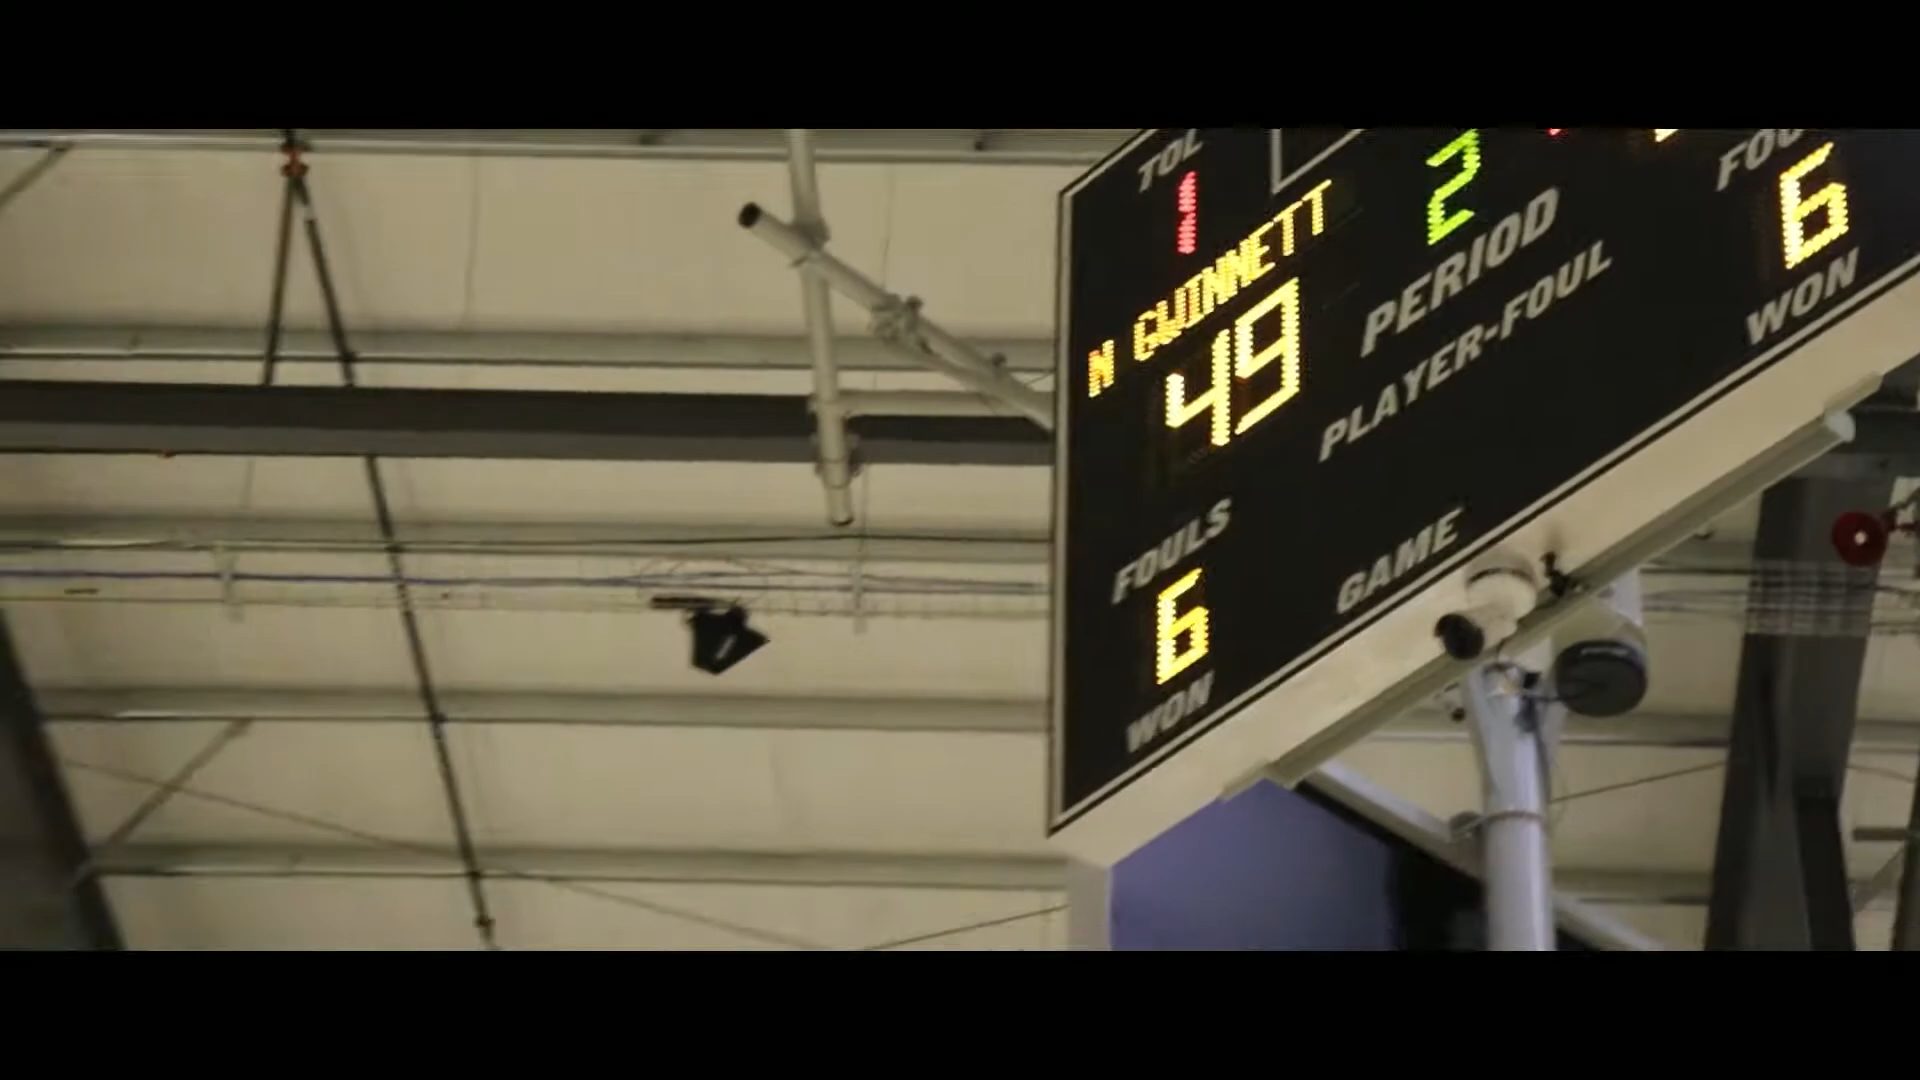 TOL
1
N GWINNETT
49
2
PERIOD
PLAYER-FOUL
FOULS
6
WON
GAME
6
WON